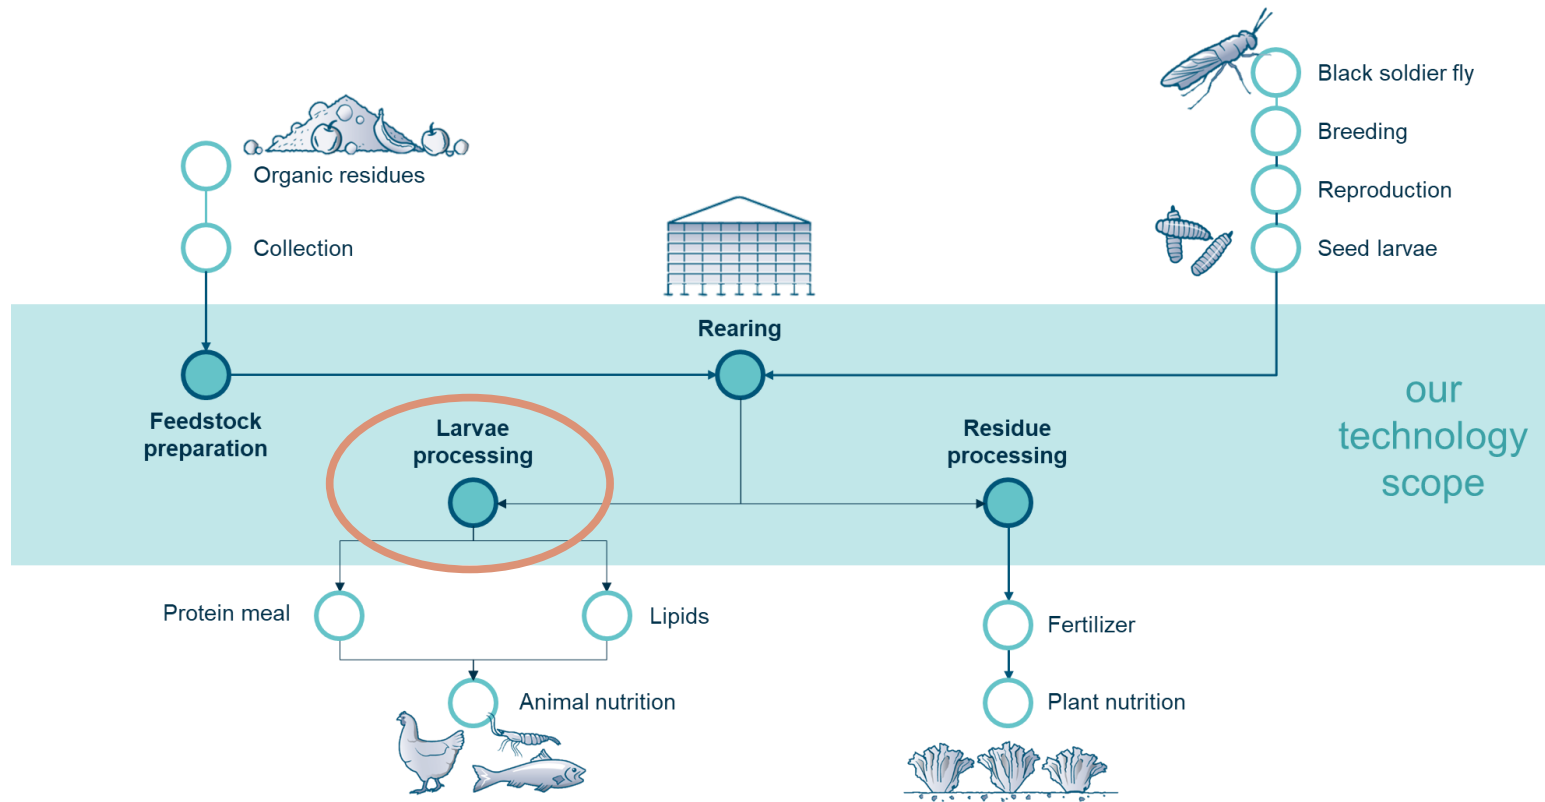 Black soldier fly
Breeding
Organic residues
Reproduction
Collection
Seed larvae
Rearing
Feedstock
preparation
Larvae
processing
Residue
processing
our
technology
scope
Protein meal
Lipids
Fertilizer
Animal nutrition
Plant nutrition